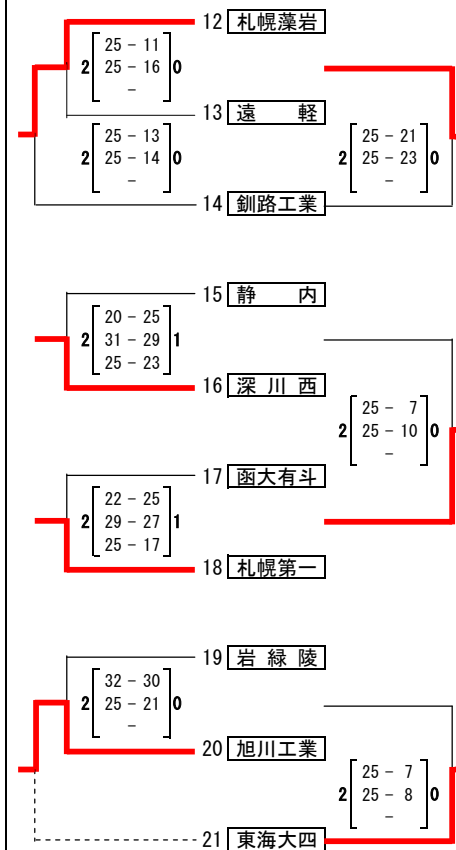 12 札幌藻岩
25 - 11
2 25 - 16 0
-
13 遠 軽
25 - 13
2 25 - 14 0
-
25 - 21
2 25 - 23 0
-
14 釧路工業
15 静 内
20 - 25
2 31 - 29 1
25 - 23
16 深川西
25 - 7
2 25 - 10 0
-
17 函大有斗
22 - 25
2 29 - 27 1
25 - 17
18 札幌第一
19 岩緑陵
32 - 30
2 25 - 21 0
-
20 旭川工業
25 - 7
2 25 - 8 0
-
21 東海大四